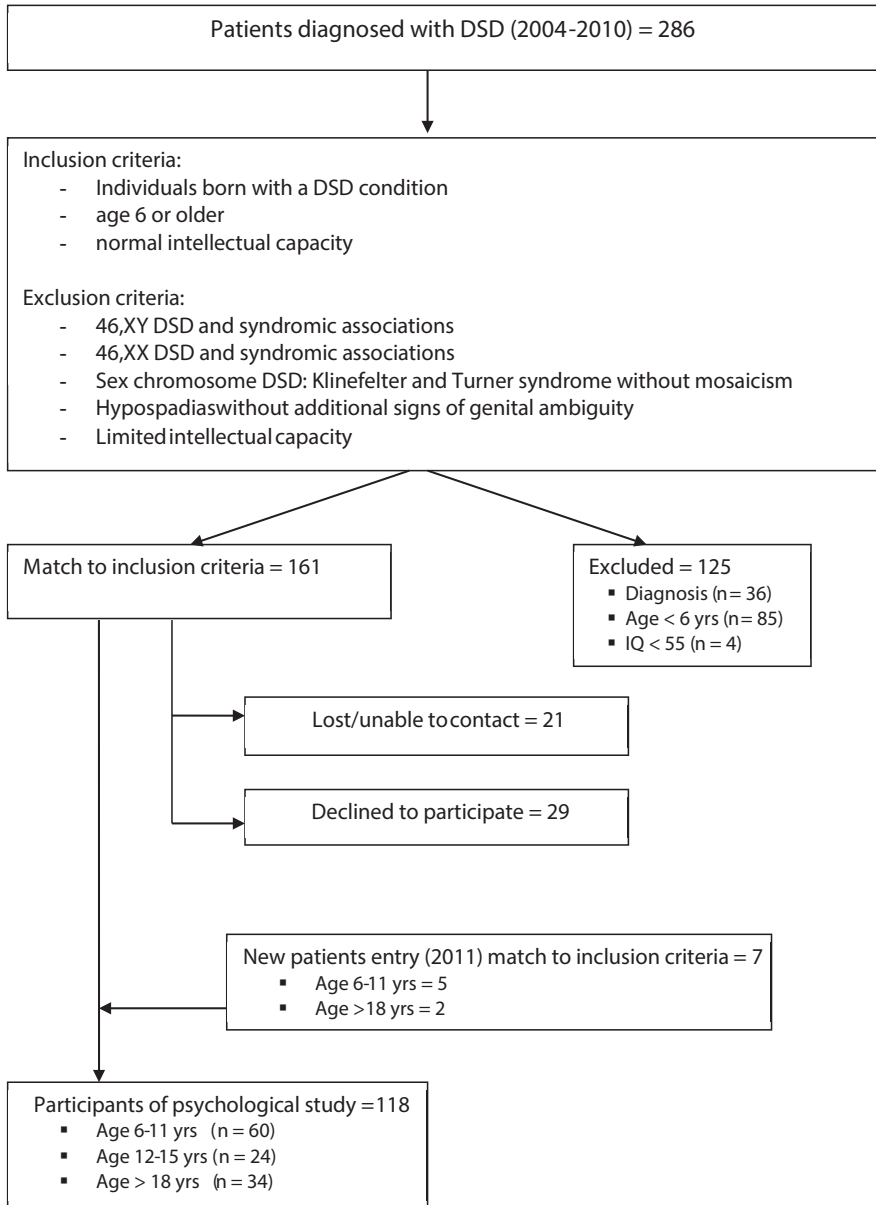 Patients diagnosed with DSD (2004-2010) = 286
Inclusion criteria:
- Individuals born with a DSD condition
- age 6 or older
- normal intellectual capacity
Exclusion criteria:
- 46,XY DSD and syndromic associations
- 46,XX DSD and syndromic associations
- Sex chromosome DSD: Klinefelter and Turner syndrome without mosaicism
- Hypospadiaswithout additional signs of genital ambiguity
- Limited intellectual capacity
Match to inclusion criteria = 161
Excluded = 125
▪ Diagnosis (n = 36)
▪ Age < 6 yrs (n = 85)
▪ IQ < 55 (n = 4)
Lost/unable to contact = 21
Declined to participate = 29
New patients entry (2011) match to inclusion criteria = 7
▪ Age 6-11 yrs = 5
▪ Age >18 yrs = 2
Participants of psychological study =118
▪ Age 6-11 yrs (n = 60)
▪ Age 12-15 yrs (n = 24)
▪ Age > 18 yrs (n = 34)